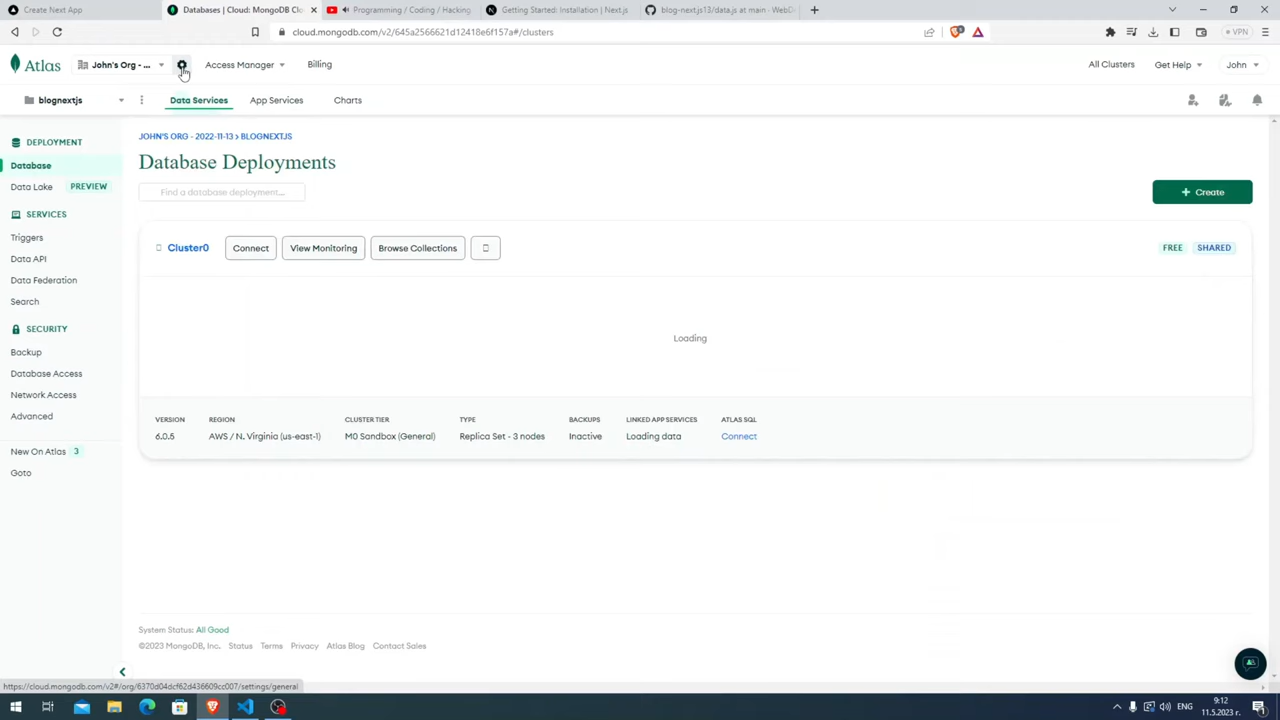 Create Next App
Databases | Cloud: MongoDB Clo
Programming / Coding / Hacking
Getting Started: Installation | Next.js
blog-next.js13/data.js at main · WebD
cloud.mongodb.com/v2/645a2566621d12418e6f157a#/clusters
VPN
Atlas
John's Org - ...
Access Manager
Billing
All Clusters
Get Help
John
blognextjs
Data Services
App Services
Charts
DEPLOYMENT
Database
Data Lake
PREVIEW
SERVICES
Triggers
Data API
Data Federation
Search
SECURITY
Backup
Database Access
Network Access
Advanced
New On Atlas 3
Goto
JOHN'S ORG - 2022-11-13 > BLOGNEXTJS
Database Deployments
Find a database deployment...
+ Create
Cluster0
Connect
View Monitoring
Browse Collections
FREE
SHARED
Loading
VERSION
6.0.5
REGION
AWS / N. Virginia (us-east-1)
CLUSTER TIER
M0 Sandbox (General)
TYPE
Replica Set - 3 nodes
BACKUPS
Inactive
LINKED APP SERVICES
Loading data
ATLAS SQL
Connect
System Status: All Good
©2023 MongoDB, Inc.
Status
Terms
Privacy
Atlas Blog
Contact Sales
https://cloud.mongodb.com/v2#/org/6370d04dcf62d436609cc007/settings/general
ENG
9:12
11.5.2023 г.